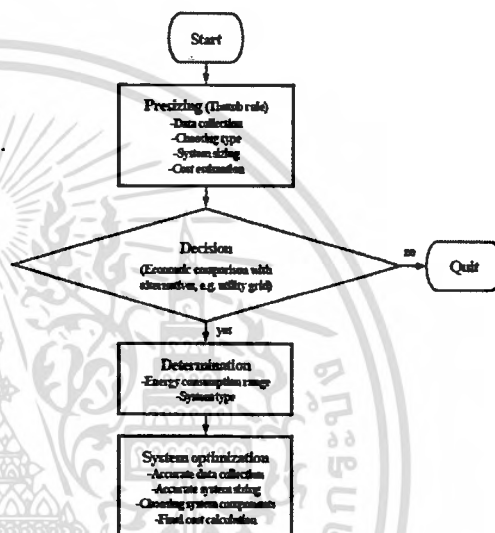 Start
Presizing (Thumb rule)
-Data collection
-Choosing type
-System sizing
-Cost estimation
Decision
(Economic comparison with
alternatives, e.g. utility grid)
no
Quit
yes
Determination
-Energy consumption range
-System type
System optimization
-Accurate data collection
-Accurate system sizing
-Choosing system components
-Final cost calculation